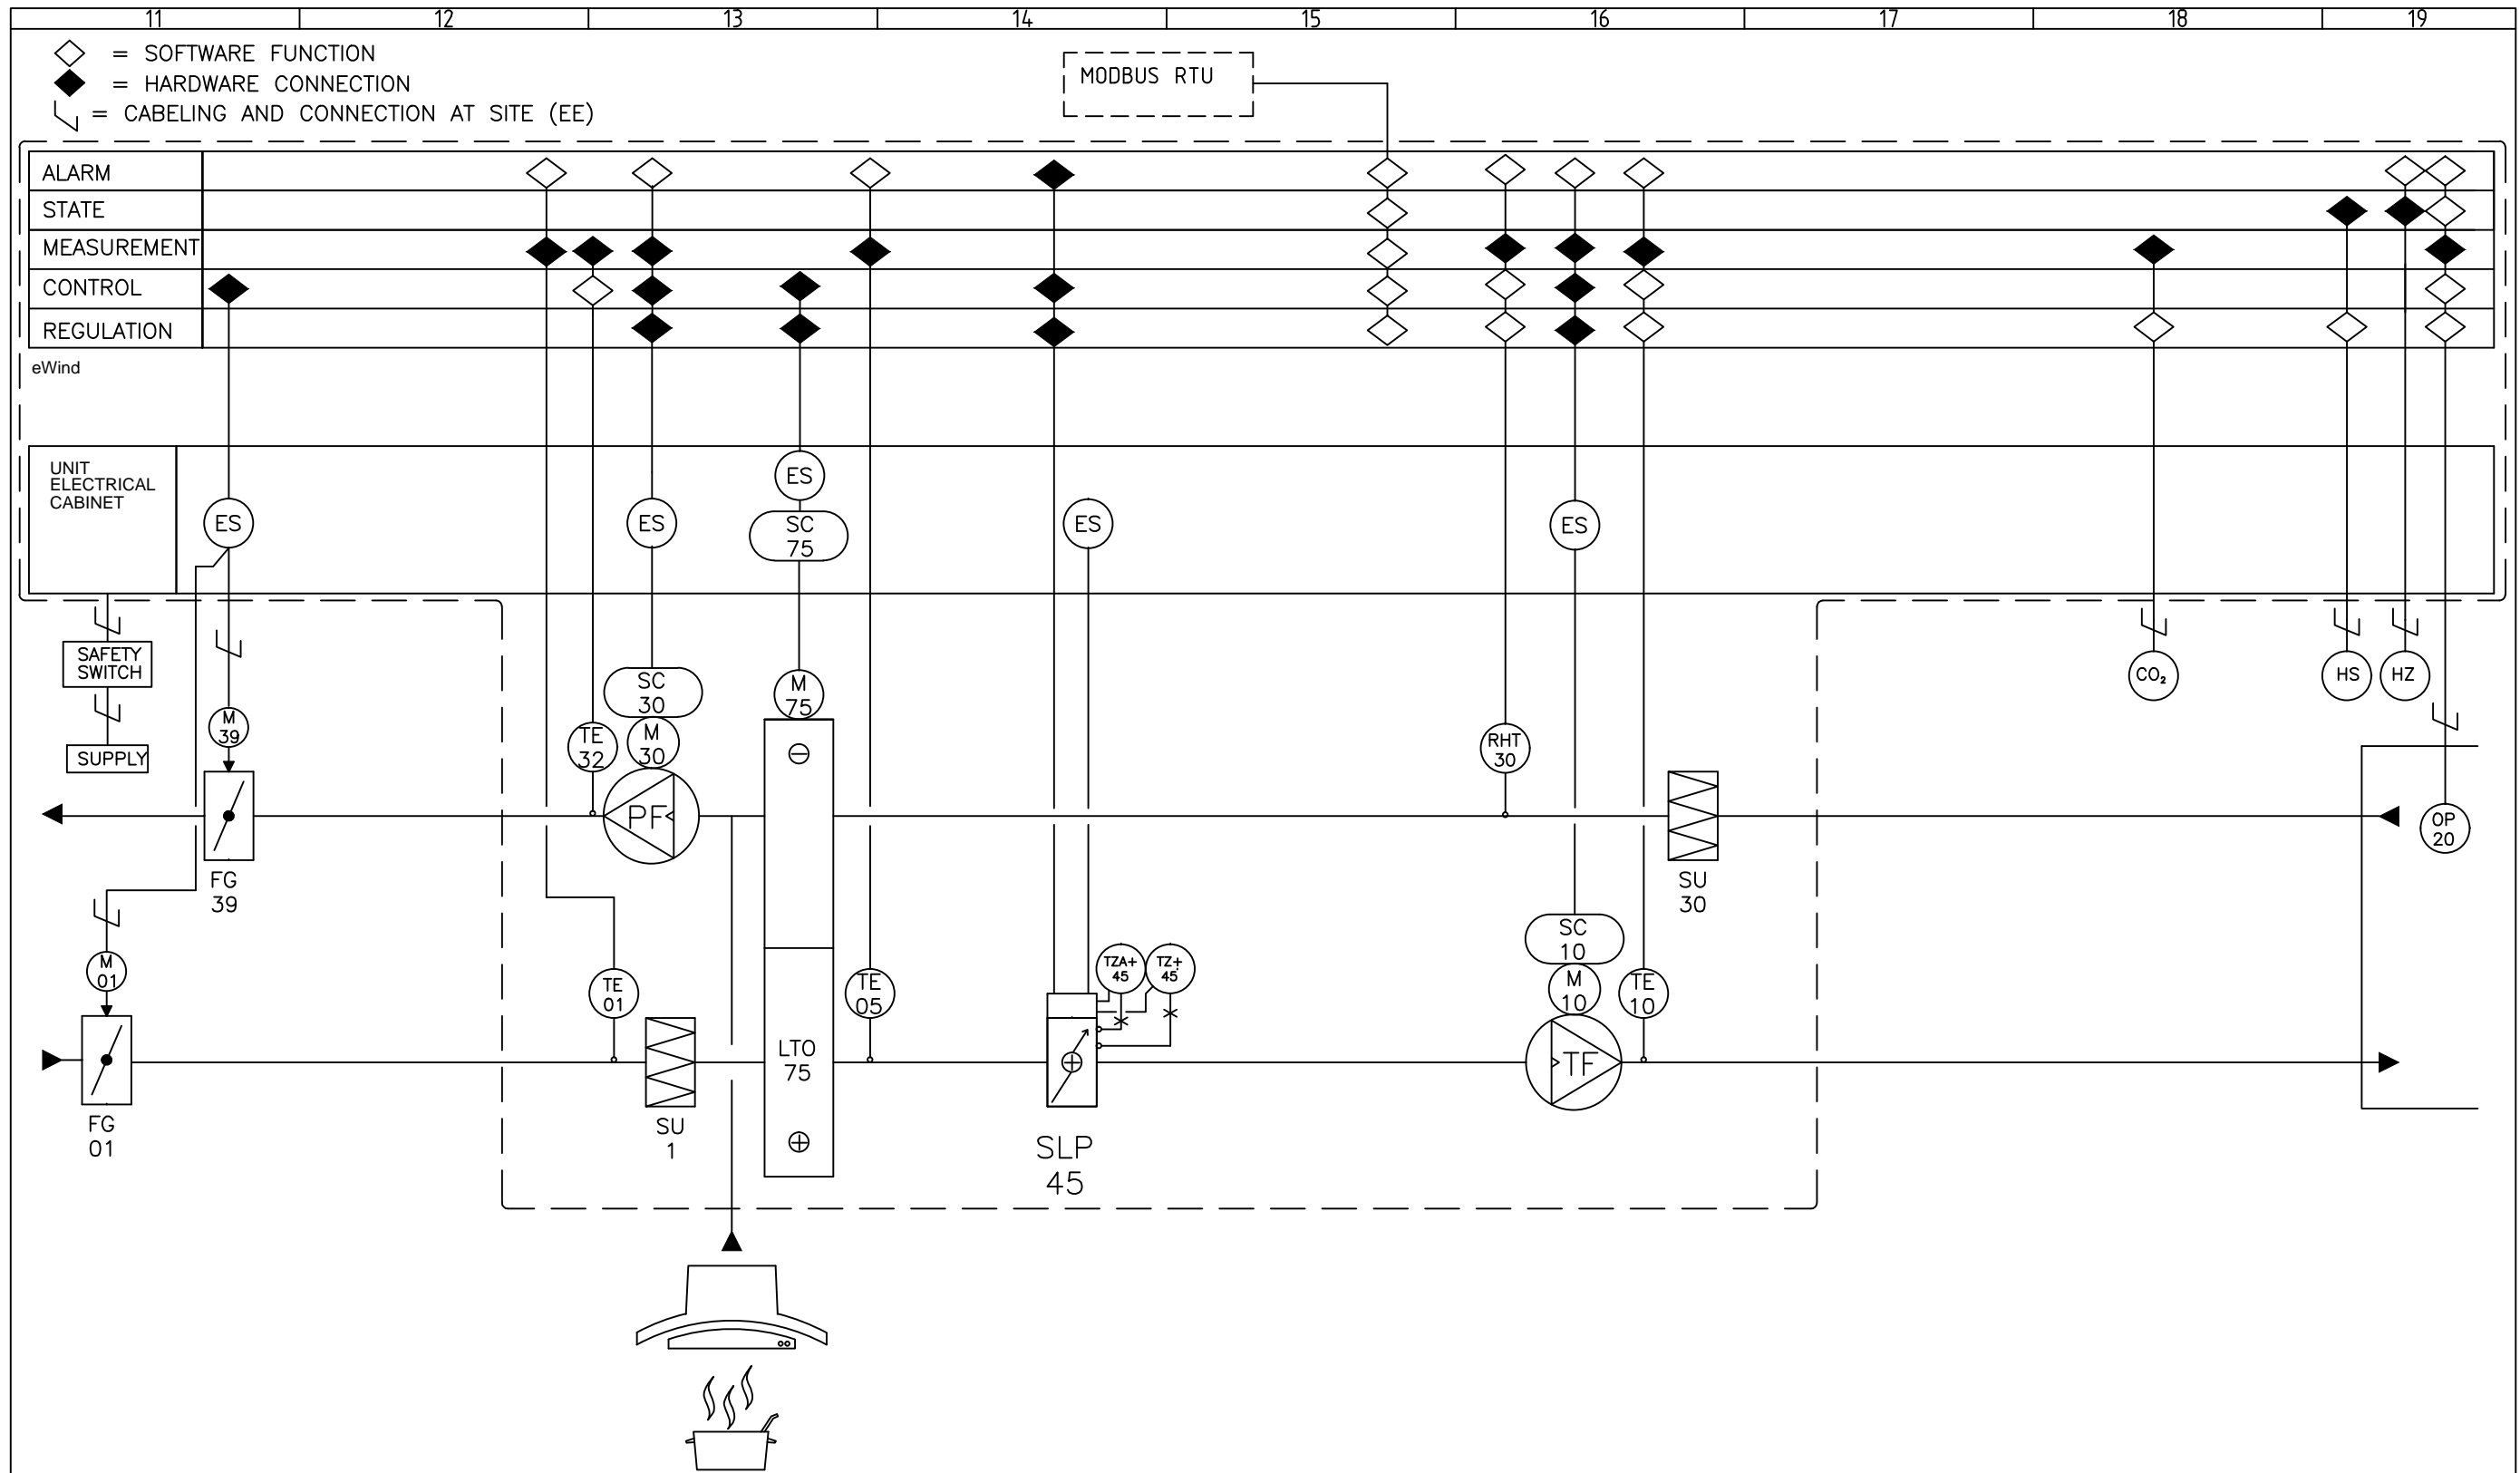 11 12 13 14 15 16 17 18 19
= SOFTWARE FUNCTION
= HARDWARE CONNECTION
= CABELING AND CONNECTION AT SITE (EE)
MODBUS RTU
ALARM
STATE
MEASUREMENT
CONTROL
REGULATION
eWind
UNIT
ELECTRICAL
CABINET
ES
ES
ES
SC
75
ES
ES
SAFETY
SWITCH
SUPPLY
M
39
TE
32
SC
30
M
30
M
75
RHT
30
CO₂
HS
HZ
PF
OP
20
FG
39
SU
30
M
01
TE
01
TE
05
TZA+
45
TZ+
45
SC
10
M
10
TE
10
LTO
75
TF
FG
01
SU
1
SLP
45